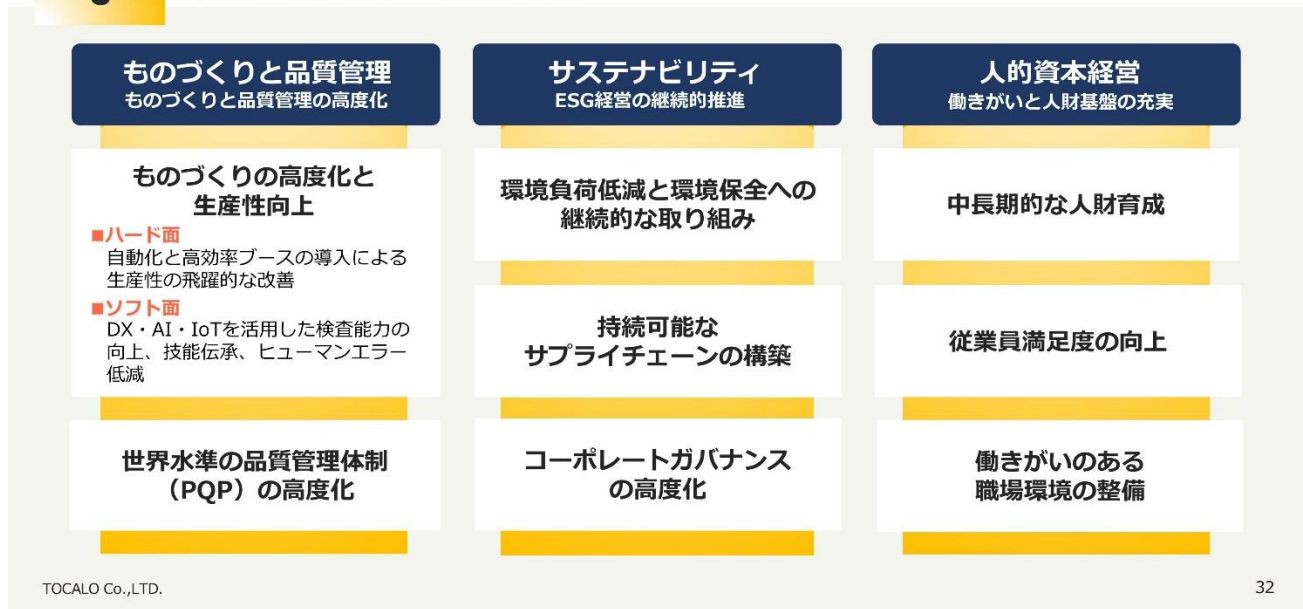 ものづくりと品質管理
ものづくりと品質管理の高度化
ものづくりの高度化と
生産性向上
■ハード面
自動化と高効率ブースの導入による
生産性の飛躍的な改善
■ソフト面
DX・AI・IoTを活用した検査能力の
向上、技能伝承、ヒューマンエラー
低減
世界水準の品質管理体制
（PQP）の高度化
サステナビリティ
ESG経営の継続的推進
環境負荷低減と環境保全への
継続的な取り組み
持続可能な
サプライチェーンの構築
コーポレートガバナンス
の高度化
人的資本経営
働きがいと人財基盤の充実
中長期的な人財育成
従業員満足度の向上
働きがいのある
職場環境の整備
TOCALO Co.,LTD.
32